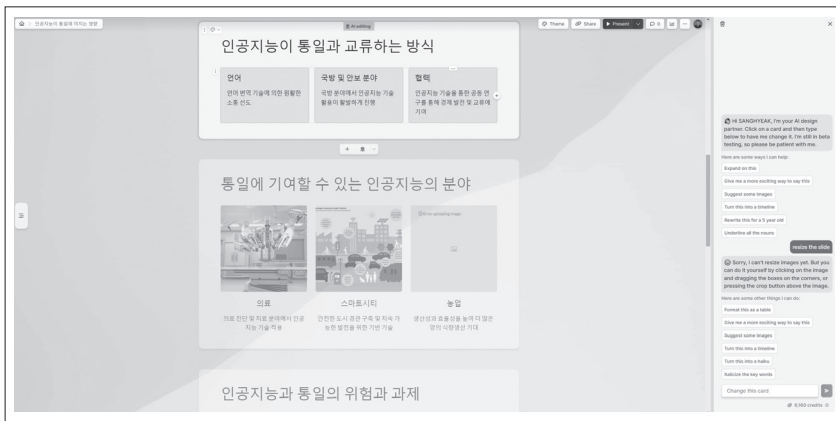 인공지능이 통일에 미치는 영향
AI editing
Theme
Share
Present
0
인공지능이 통일과 교류하는 방식
언어
언어 번역 기술에 의한 원활한
소통 선도
국방 및 안보 분야
국방 분야에서 인공지능 기술
활용이 활발하게 진행
협력
인공지능 기술을 통한 공동 연
구를 통해 경제 발전 및 교류에
기여
통일에 기여할 수 있는 인공지능의 분야
Error uploading image
의료
의료 진단 및 치료 분야에서 인공
지능 기술 적용
스마트시티
안전한 도시 경관 구축 및 지속 가
능한 발전을 위한 기반 기술
농업
생산성과 효율성을 높여 더 많은
양의 식량생산 기대
인공지능과 통일의 위험과 과제
Hi SANGHYEAK, I'm your AI design
partner. Click on a card and then type
below to have me change it. I'm still in beta
testing, so please be patient with me.
Here are some ways I can help:
Expand on this
Give me a more exciting way to say this
Suggest some images
Turn this into a timeline
Rewrite this for a 5 year old
Underline all the nouns
resize the slide
Sorry, I can't resize images yet. But you
can do it yourself by clicking on the image
and dragging the boxes on the corners, or
pressing the crop button above the image.
Here are some other things I can do:
Format this as a table
Give me a more exciting way to say this
Suggest some images
Turn this into a timeline
Turn this into a haiku
Italicize the key words
Change this card
credits